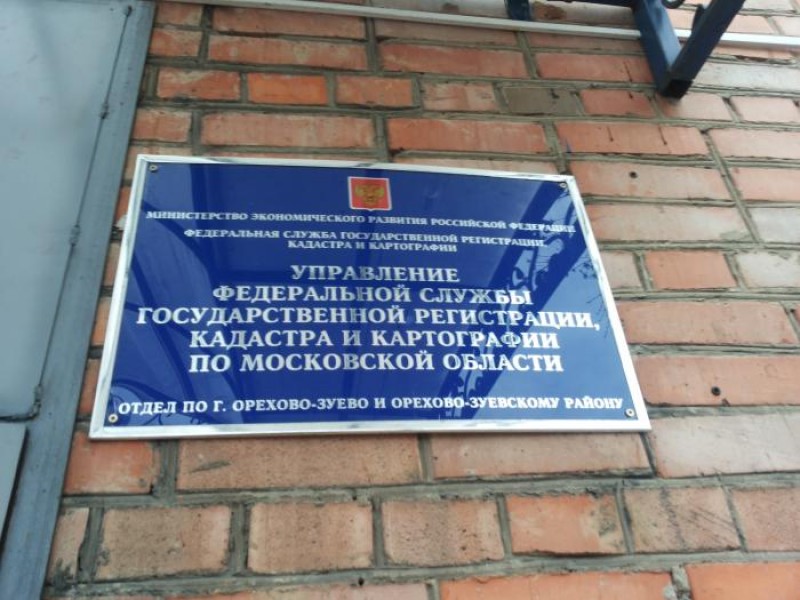 МИНИСТЕРСТВО ЭКОНОМИЧЕСКОГО РАЗВИТИЯ РОССИЙСКОЙ ФЕДЕРАЦИИ
ФЕДЕРАЛЬНАЯ СЛУЖБА ГОСУДАРСТВЕННОЙ РЕГИСТРАЦИИ,
КАДАСТРА И КАРТОГРАФИИ
УПРАВЛЕНИЕ
ФЕДЕРАЛЬНОЙ СЛУЖБЫ
ГОСУДАРСТВЕННОЙ РЕГИСТРАЦИИ,
КАДАСТРА И КАРТОГРАФИИ
ПО МОСКОВСКОЙ ОБЛАСТИ
ОТДЕЛ ПО Г. ОРЕХОВО-ЗУЕВО И ОРЕХОВО-ЗУЕВСКОМУ РАЙОНУ